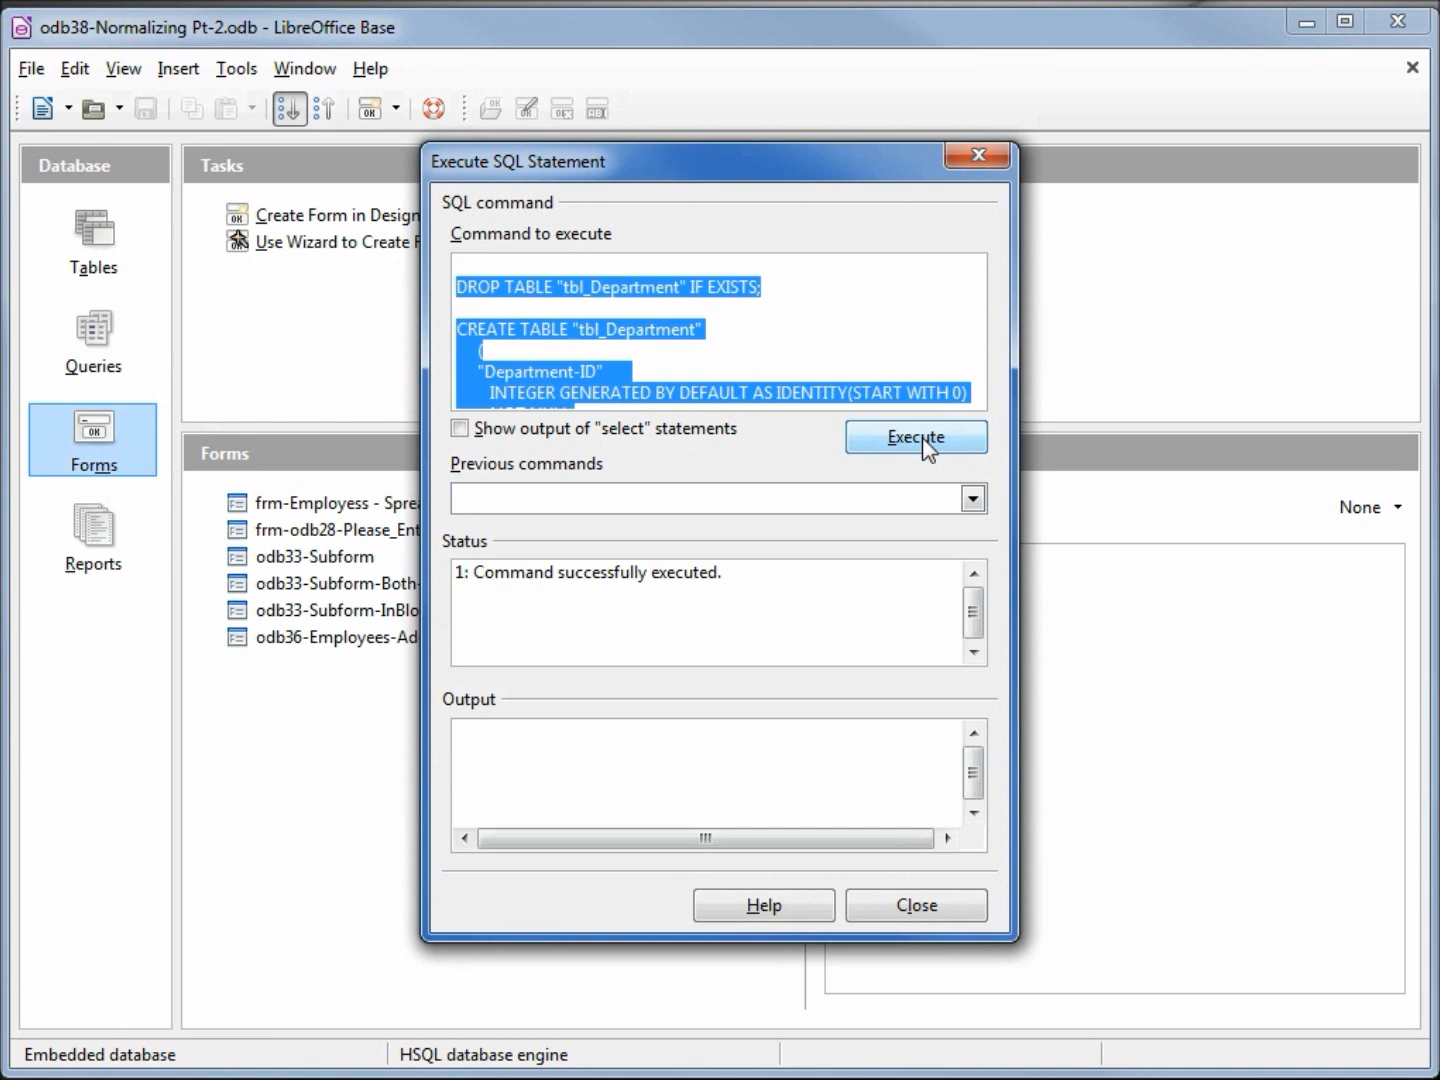 odb38-Normalizing Pt-2.odb - LibreOffice Base
File Edit View Insert Tools Window Help
Database
Tables
Queries
Forms
Reports
Tasks
Create Form in Design
Use Wizard to Create F
Forms
frm-Employess - Sprea
frm-odb28-Please_Ent
odb33-Subform
odb33-Subform-Both-
odb33-Subform-InBlo
odb36-Employees-Ad
None
Execute SQL Statement
SQL command
Command to execute
DROP TABLE "tbl_Department" IF EXISTS;
CREATE TABLE "tbl_Department"
(
"Department-ID"
INTEGER GENERATED BY DEFAULT AS IDENTITY(START WITH 0)
Show output of "select" statements
Execute
Previous commands
Status
1: Command successfully executed.
Output
Help
Close
Embedded database
HSQL database engine